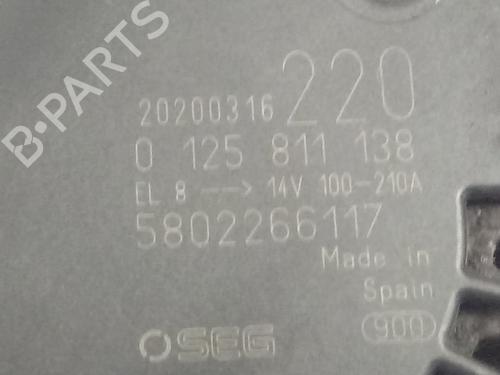 B-PARTS
20200316 220
0 125 811 138
EL 8 --> 14V 100-210A
5802266117
Made in
Spain
SEG
900